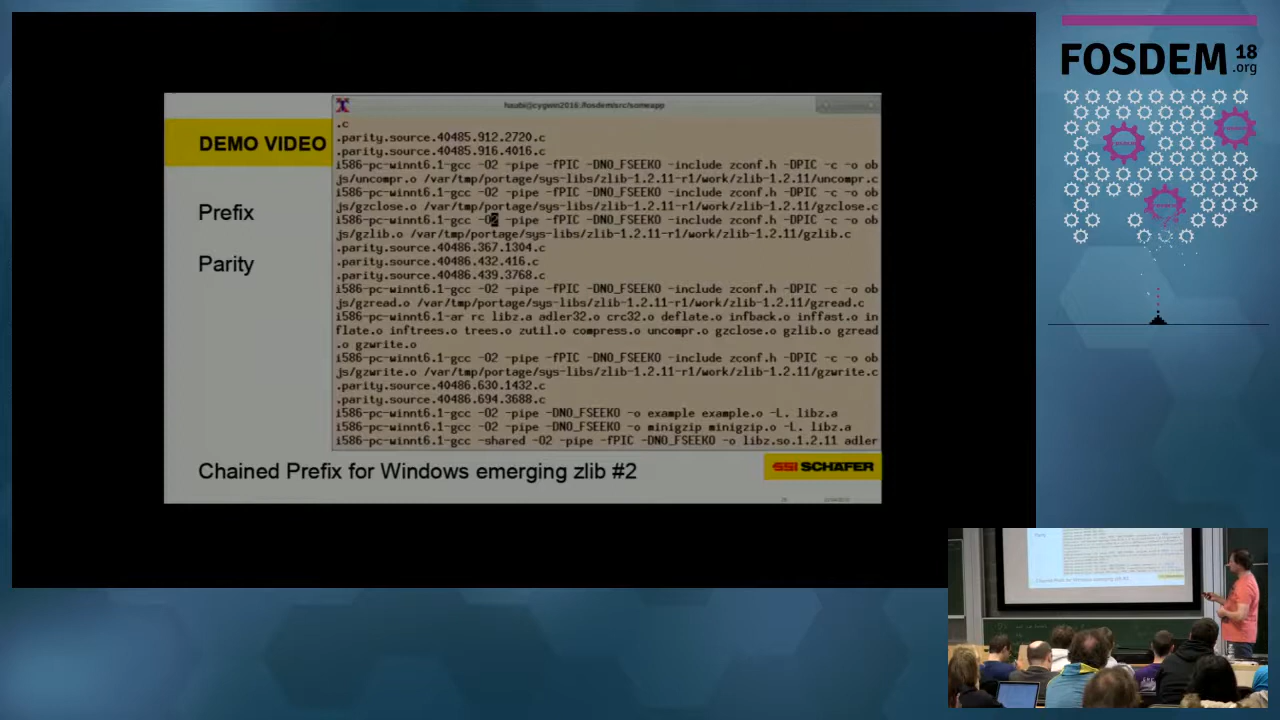 FOSDEM 18
.org
DEMO VIDEO
Prefix
Parity
haubi@cygwin2016:/fosdem/src/someapp
.c
.parity.source.40485.912.2720.c
.parity.source.40485.916.4016.c
i586-pc-winnt6.1-gcc -O2 -pipe -fPIC -DNO_FSEEKO -include zconf.h -DPIC -c -o ob
js/uncompr.o /var/tmp/portage/sys-libs/zlib-1.2.11-r1/work/zlib-1.2.11/uncompr.c
i586-pc-winnt6.1-gcc -O2 -pipe -fPIC -DNO_FSEEKO -include zconf.h -DPIC -c -o ob
js/gzclose.o /var/tmp/portage/sys-libs/zlib-1.2.11-r1/work/zlib-1.2.11/gzclose.c
i586-pc-winnt6.1-gcc -O2 -pipe -fPIC -DNO_FSEEKO -include zconf.h -DPIC -c -o ob
js/gzlib.o /var/tmp/portage/sys-libs/zlib-1.2.11-r1/work/zlib-1.2.11/gzlib.c
.parity.source.40486.367.1304.c
.parity.source.40486.432.416.c
.parity.source.40486.439.3768.c
i586-pc-winnt6.1-gcc -O2 -pipe -fPIC -DNO_FSEEKO -include zconf.h -DPIC -c -o ob
js/gzread.o /var/tmp/portage/sys-libs/zlib-1.2.11-r1/work/zlib-1.2.11/gzread.c
i586-pc-winnt6.1-ar rc libz.a adler32.o crc32.o deflate.o infback.o inffast.o in
flate.o inftrees.o trees.o zutil.o compress.o uncompr.o gzclose.o gzlib.o gzread
.o gzwrite.o
i586-pc-winnt6.1-gcc -O2 -pipe -fPIC -DNO_FSEEKO -include zconf.h -DPIC -c -o ob
js/gzwrite.o /var/tmp/portage/sys-libs/zlib-1.2.11-r1/work/zlib-1.2.11/gzwrite.c
.parity.source.40486.630.1432.c
.parity.source.40486.694.3688.c
i586-pc-winnt6.1-gcc -O2 -pipe -DNO_FSEEKO -o example example.o -L. libz.a
i586-pc-winnt6.1-gcc -O2 -pipe -DNO_FSEEKO -o minigzip minigzip.o -L. libz.a
i586-pc-winnt6.1-gcc -shared -O2 -pipe -fPIC -DNO_FSEEKO -o libz.so.1.2.11 adler
Chained Prefix for Windows emerging zlib #2
SSI SCHÄFER